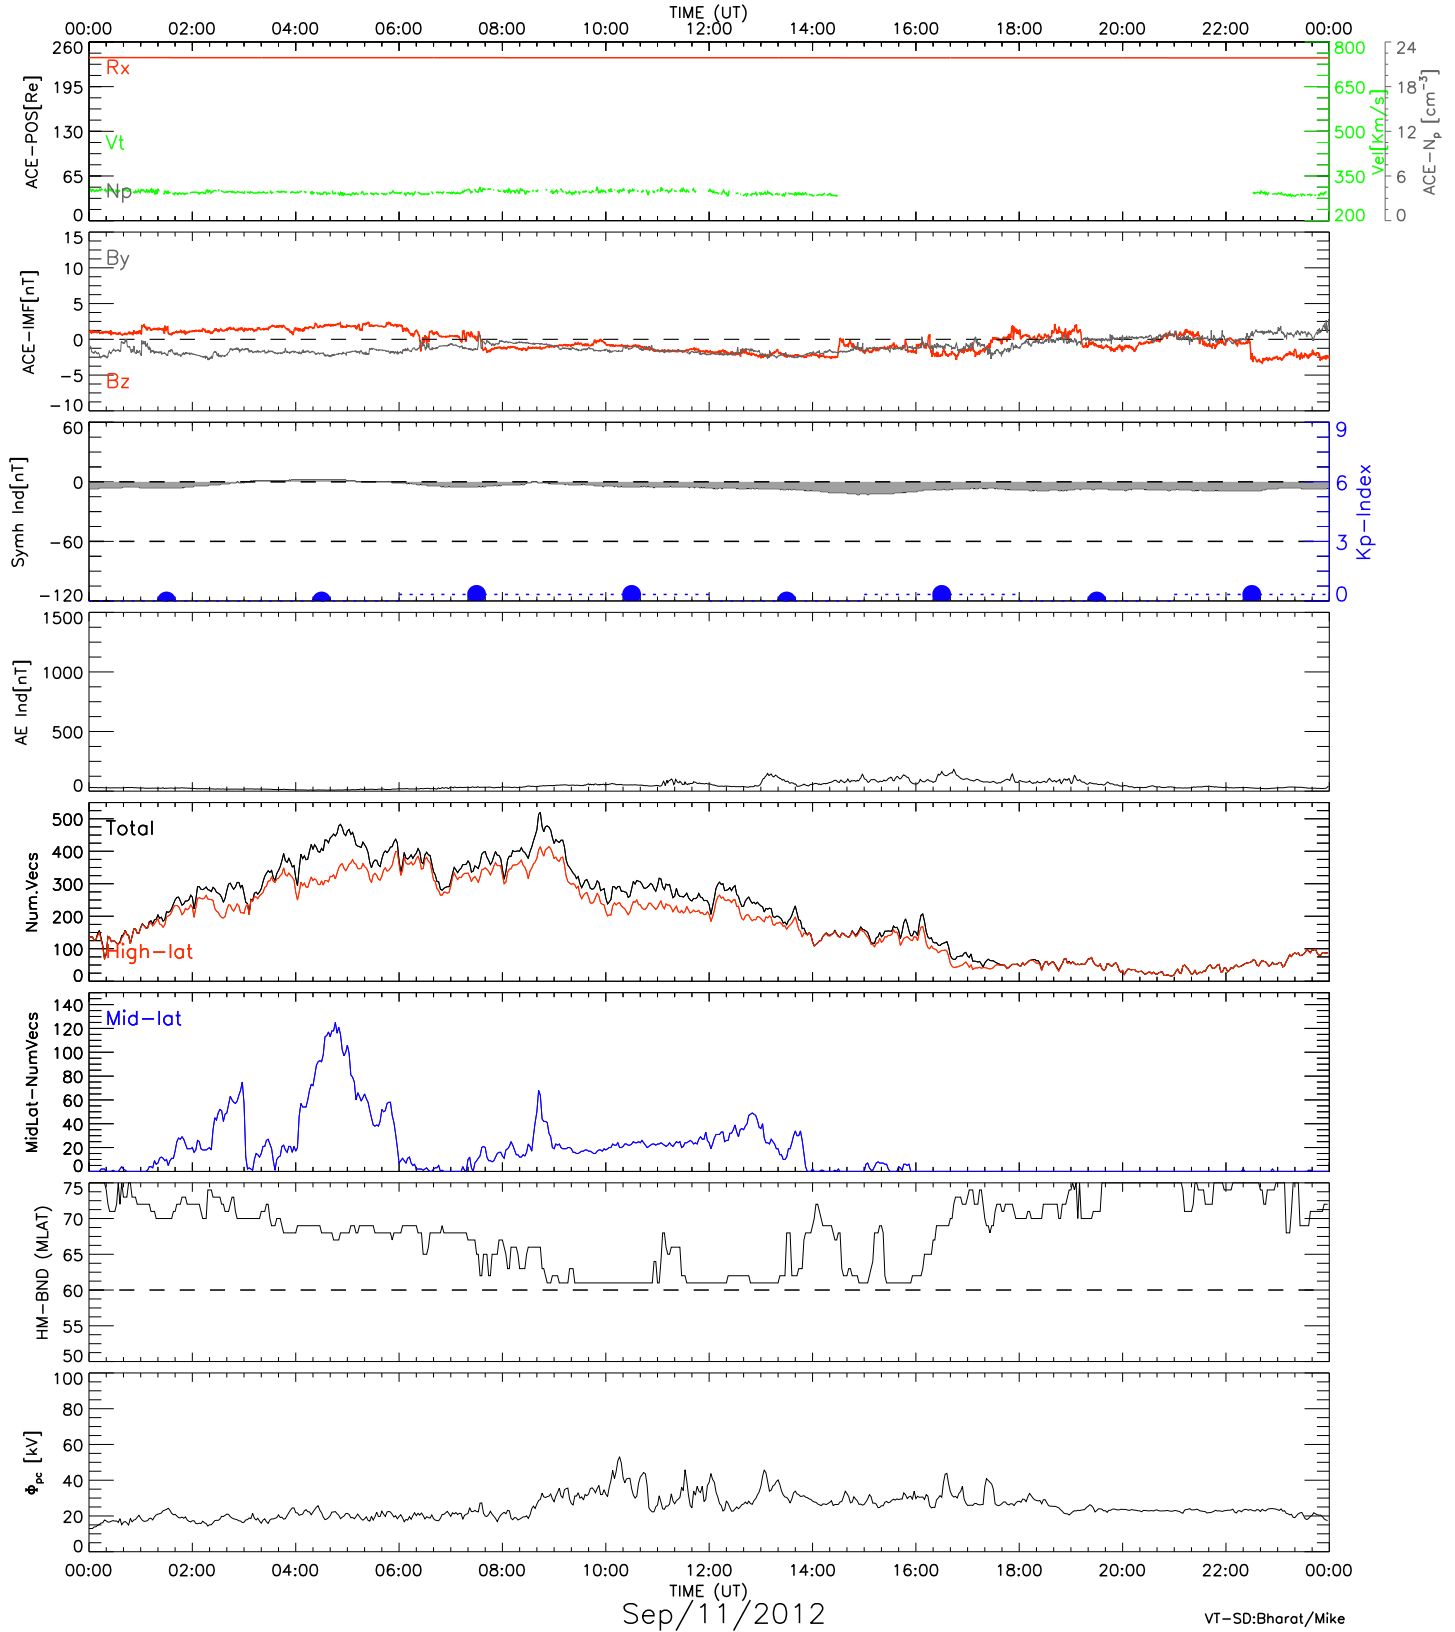 TIME (UT)
00:00 02:00 04:00 06:00 08:00 10:00 12:00 14:00 16:00 18:00 20:00 22:00 00:00
ACE-POS[Re]
260
195
130
65
0
Rx
Vt
Np
800
650
500
350
200
Vel[Km/s]
24
18
12
6
0
ACE-Np [cm-3]
ACE-IMF[nT]
15
10
5
0
-5
-10
By
Bz
Symh Ind[nT]
60
0
-60
-120
9
6
3
0
Kp-Index
AE Ind[nT]
1500
1000
500
0
Num.Vecs
500
400
300
200
100
0
Total
High-lat
MidLat-NumVecs
140
120
100
80
60
40
20
0
Mid-lat
HM-BND (MLAT)
75
70
65
60
55
50
Φpc [kV]
100
80
60
40
20
0
00:00 02:00 04:00 06:00 08:00 10:00 12:00 14:00 16:00 18:00 20:00 22:00 00:00
TIME (UT)
Sep/11/2012
VT-SD:Bharat/Mike